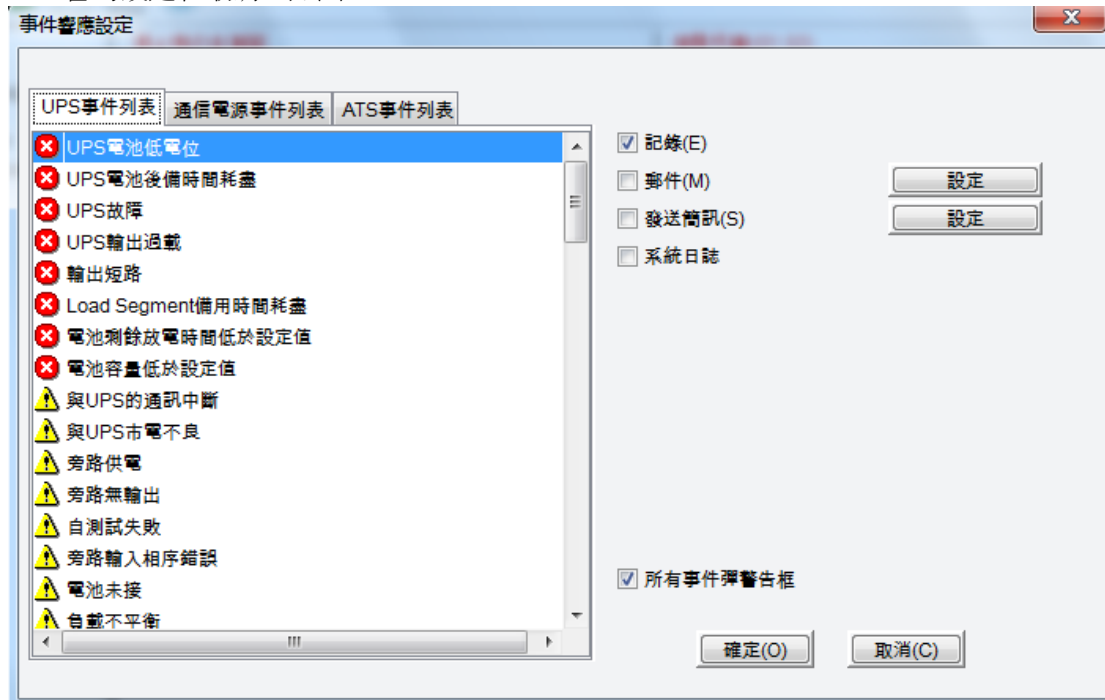 事件響應設定
UPS事件列表 通信電源事件列表 ATS事件列表
UPS電池低電位
UPS電池後備時間耗盡
UPS故障
UPS輸出過載
輸出短路
Load Segment備用時間耗盡
電池剩餘放電時間低於設定值
電池容量低於設定值
與UPS的通訊中斷
與UPS市電不良
旁路供電
旁路無輸出
自測試失敗
旁路輸入相序錯誤
電池未接
負載不平衡
記錄(E)
郵件(M) 設定
發送簡訊(S) 設定
系統日誌
所有事件彈警告框
確定(O) 取消(C)